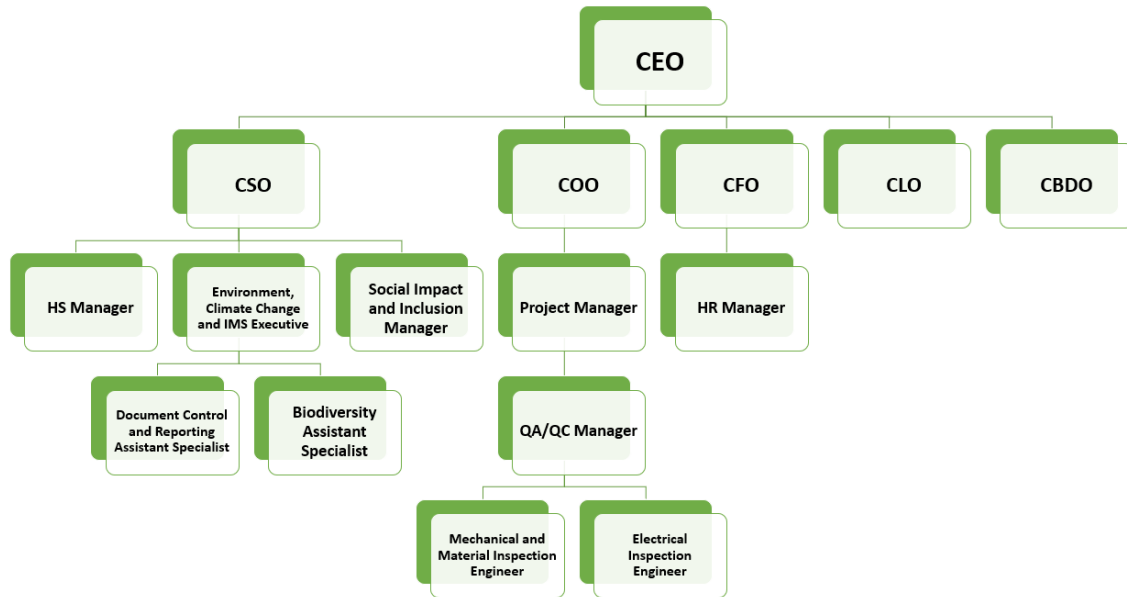 CEO
CSO
COO
CFO
CLO
CBDO
HS Manager
Environment,
Climate Change
and IMS Executive
Social Impact
and Inclusion
Manager
Project Manager
HR Manager
Document Control
and Reporting
Assistant Specialist
Biodiversity
Assistant
Specialist
QA/QC Manager
Mechanical and
Material Inspection
Engineer
Electrical
Inspection
Engineer